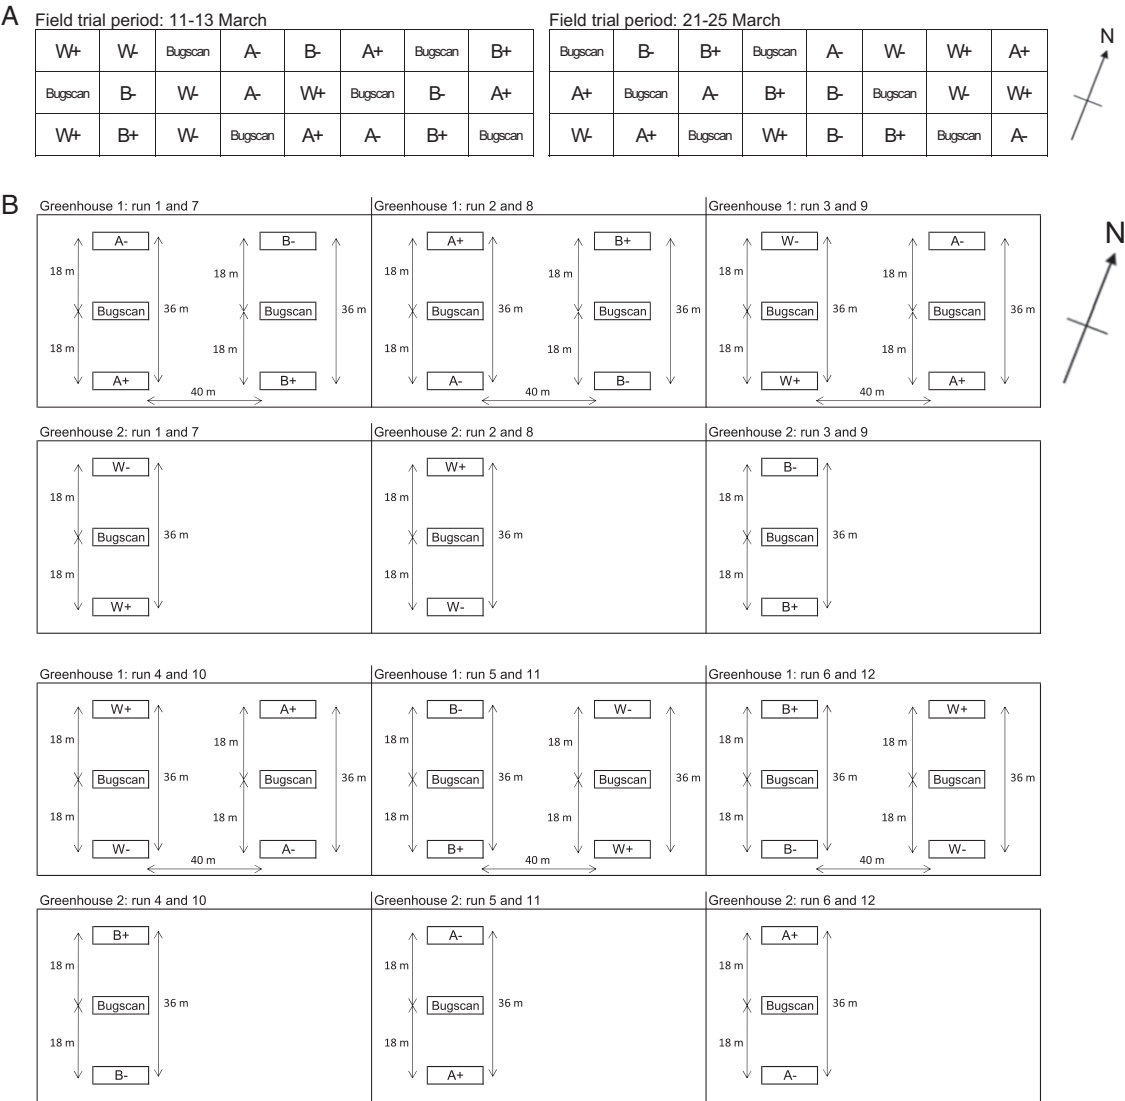 A
Field trial period: 11-13 March
Field trial period: 21-25 March
N
W+ W- Bugscan A- B- A+ Bugscan B+
Bugscan B- B+ Bugscan A- W- W+ A+
Bugscan B- W- A- W+ Bugscan B- A+
A+ Bugscan A- B+ B- Bugscan W- W+
W+ B+ W- Bugscan A+ A- B+ Bugscan
W- A+ Bugscan W+ B- B+ Bugscan A-
B
Greenhouse 1: run 1 and 7
Greenhouse 1: run 2 and 8
Greenhouse 1: run 3 and 9
N
A- B- A+ B+ W- A-
18 m 18 m 18 m 18 m 18 m 18 m
Bugscan 36 m Bugscan 36 m Bugscan 36 m Bugscan 36 m Bugscan 36 m Bugscan 36 m
18 m 18 m 18 m 18 m 18 m 18 m
A+ B+ A- B- W+ A+
40 m 40 m 40 m
Greenhouse 2: run 1 and 7
Greenhouse 2: run 2 and 8
Greenhouse 2: run 3 and 9
W- W+ B-
18 m 18 m 18 m
Bugscan 36 m Bugscan 36 m Bugscan 36 m
18 m 18 m 18 m
W+ W- B+
Greenhouse 1: run 4 and 10
Greenhouse 1: run 5 and 11
Greenhouse 1: run 6 and 12
W+ A+ B- W- B+ W+
18 m 18 m 18 m 18 m 18 m 18 m
Bugscan 36 m Bugscan 36 m Bugscan 36 m Bugscan 36 m Bugscan 36 m Bugscan 36 m
18 m 18 m 18 m 18 m 18 m 18 m
W- A- B+ W+ B- W-
40 m 40 m 40 m
Greenhouse 2: run 4 and 10
Greenhouse 2: run 5 and 11
Greenhouse 2: run 6 and 12
B+ A- A+
18 m 18 m 18 m
Bugscan 36 m Bugscan 36 m Bugscan 36 m
18 m 18 m 18 m
B- A+ A-